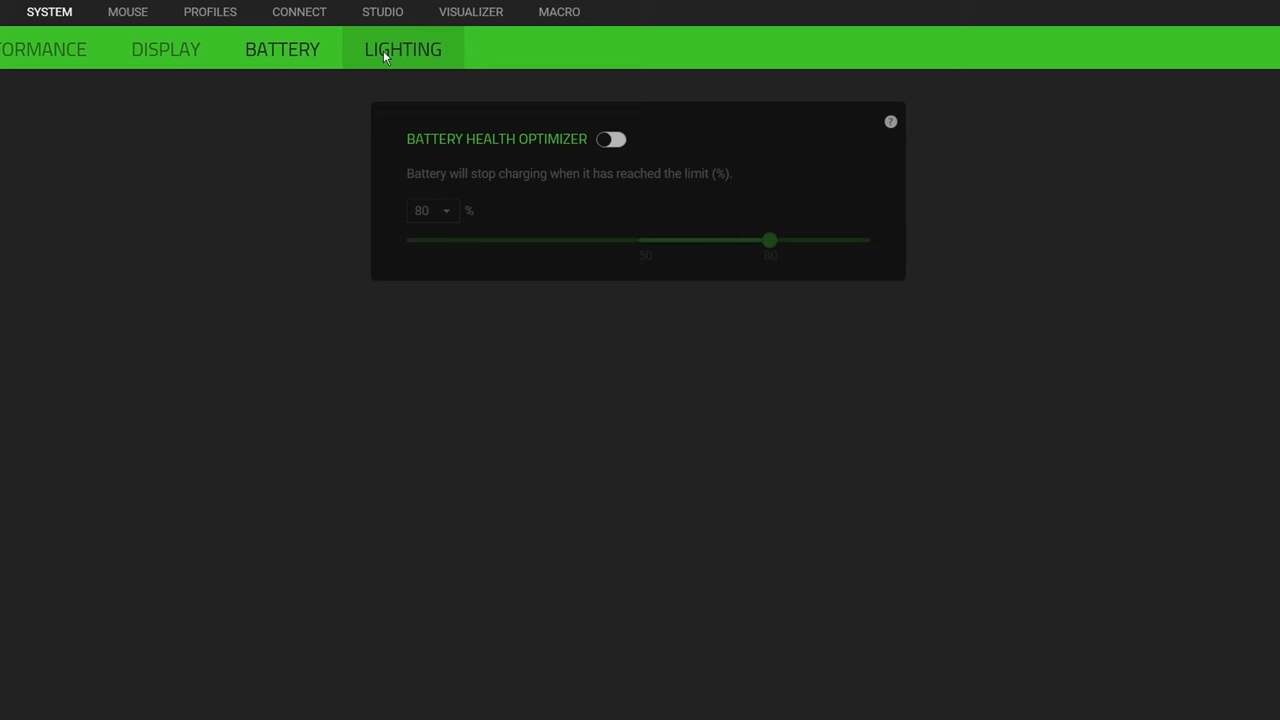 SYSTEM MOUSE PROFILES CONNECT STUDIO VISUALIZER MACRO
FORMANCE DISPLAY BATTERY LIGHTING
BATTERY HEALTH OPTIMIZER
?
Battery will stop charging when it has reached the limit (%).
80 %
50 80